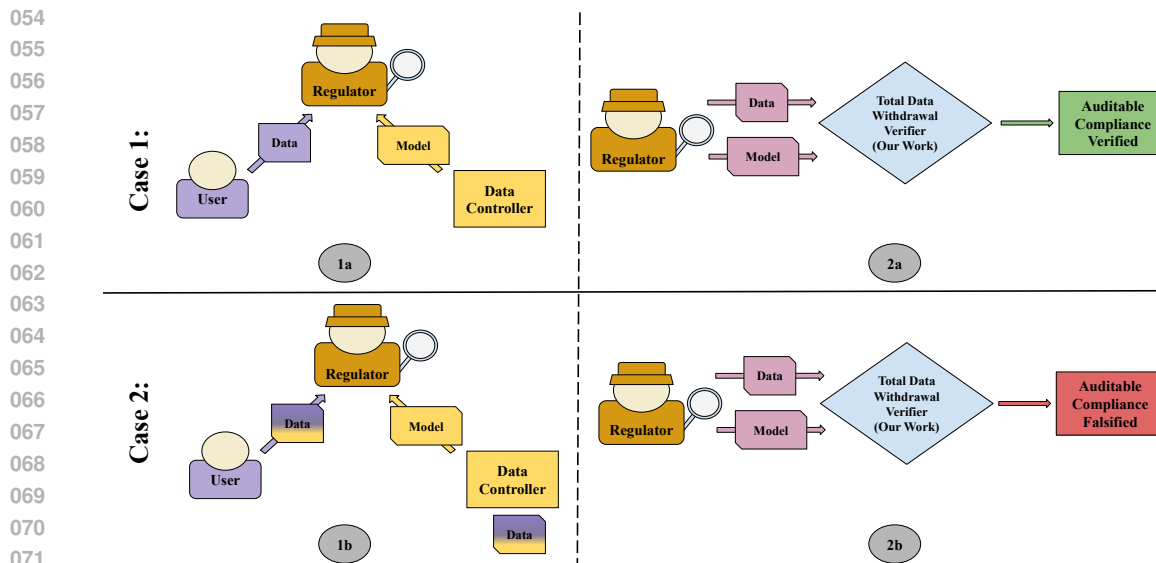 054
055
056
057
058
059
060
061
062
063
064
065
066
067
068
069
070
071
Case 1:
Regulator
Data
Model
User
Data
Controller
1a
Regulator
Data
Model
Total Data
Withdrawal
Verifier
(Our Work)
Auditable
Compliance
Verified
2a
Case 2:
Regulator
Data
Model
User
Data
Controller
Data
1b
Regulator
Data
Model
Total Data
Withdrawal
Verifier
(Our Work)
Auditable
Compliance
Falsified
2b